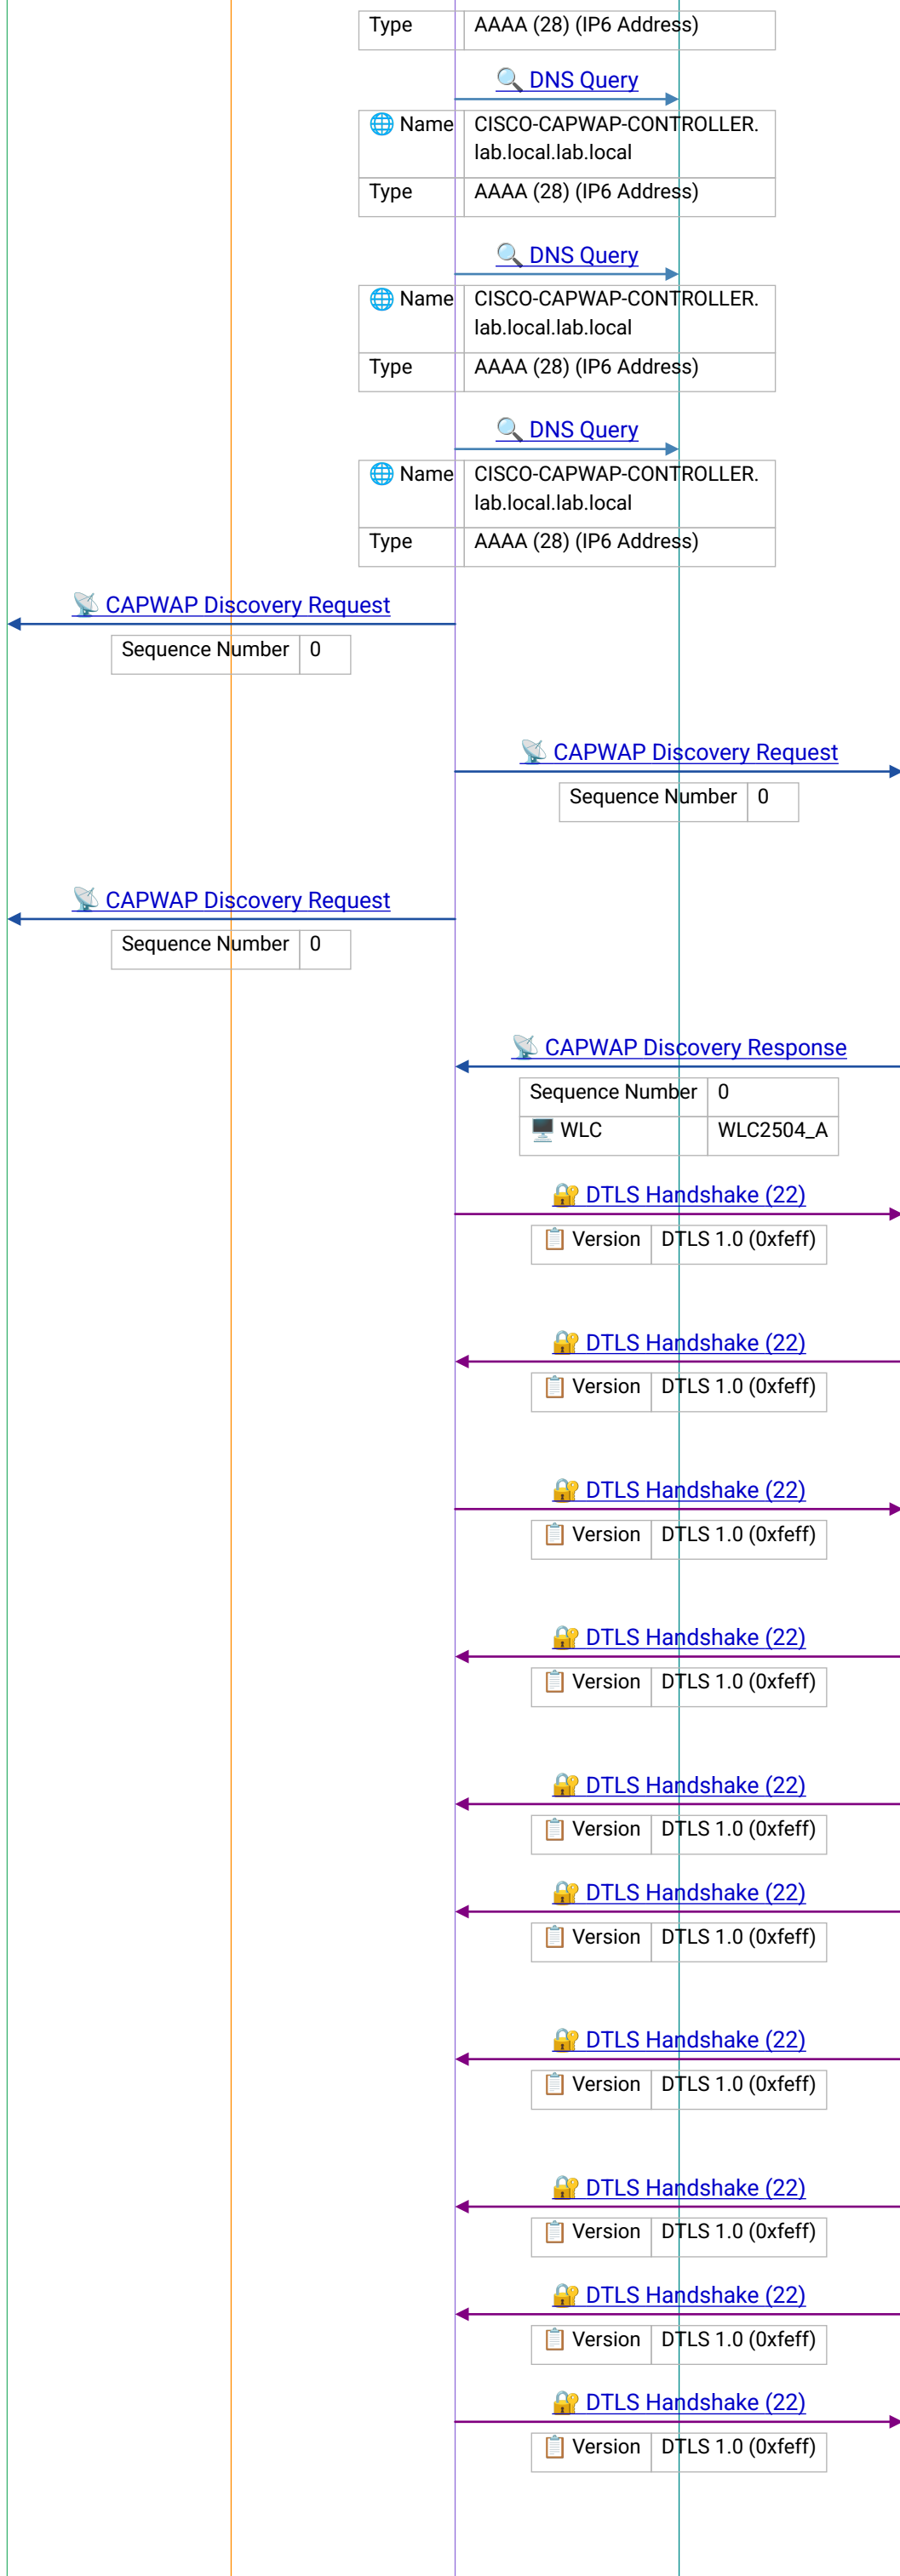 Type AAAA (28) (IP6 Address)
🔍 DNS Query
🌐 Name CISCO-CAPWAP-CONTROLLER.
lab.local.lab.local
Type AAAA (28) (IP6 Address)
🔍 DNS Query
🌐 Name CISCO-CAPWAP-CONTROLLER.
lab.local.lab.local
Type AAAA (28) (IP6 Address)
🔍 DNS Query
🌐 Name CISCO-CAPWAP-CONTROLLER.
lab.local.lab.local
Type AAAA (28) (IP6 Address)
📡 CAPWAP Discovery Request
Sequence Number 0
📡 CAPWAP Discovery Request
Sequence Number 0
📡 CAPWAP Discovery Request
Sequence Number 0
📡 CAPWAP Discovery Response
Sequence Number 0
🖥️ WLC WLC2504_A
🔐 DTLS Handshake (22)
📋 Version DTLS 1.0 (0xfeff)
🔐 DTLS Handshake (22)
📋 Version DTLS 1.0 (0xfeff)
🔐 DTLS Handshake (22)
📋 Version DTLS 1.0 (0xfeff)
🔐 DTLS Handshake (22)
📋 Version DTLS 1.0 (0xfeff)
🔐 DTLS Handshake (22)
📋 Version DTLS 1.0 (0xfeff)
🔐 DTLS Handshake (22)
📋 Version DTLS 1.0 (0xfeff)
🔐 DTLS Handshake (22)
📋 Version DTLS 1.0 (0xfeff)
🔐 DTLS Handshake (22)
📋 Version DTLS 1.0 (0xfeff)
🔐 DTLS Handshake (22)
📋 Version DTLS 1.0 (0xfeff)
🔐 DTLS Handshake (22)
📋 Version DTLS 1.0 (0xfeff)